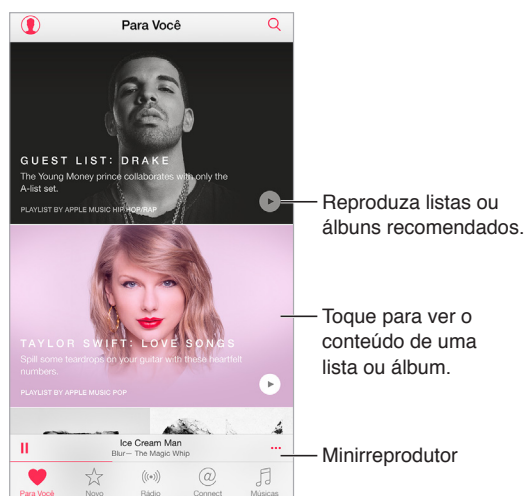 Para Você
GUEST LIST: DRAKE
The Young Money prince collaborates with only the
A-list set.
PLAYLIST BY APPLE MUSIC HIP HOP/RAP
Reproduza listas ou
álbuns recomendados.
TAYLOR SWIFT: LOVE SONGS
Spill some teardrops on your guitar with these heartfelt
numbers.
PLAYLIST BY APPLE MUSIC POP
Toque para ver o
conteúdo de uma
lista ou álbum.
Ice Cream Man
Blur— The Magic Whip
Minirreprodutor
Para Você
Novo
Rádio
Connect
Músicas